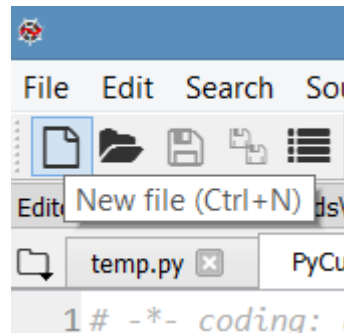 File Edit Search
New file (Ctrl+N)
temp.py
1 # -*- coding: